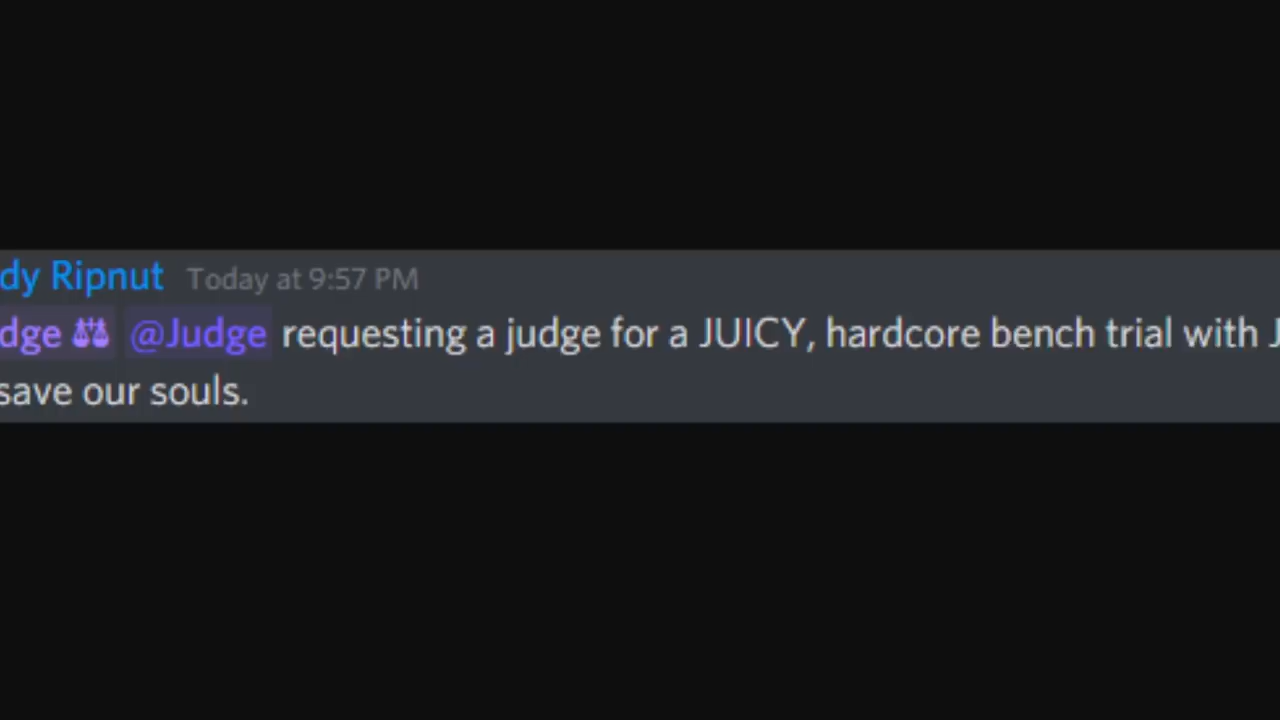 dy Ripnut Today at 9:57 PM
dge ⚖⚖ @Judge requesting a judge for a JUICY, hardcore bench trial with J
save our souls.